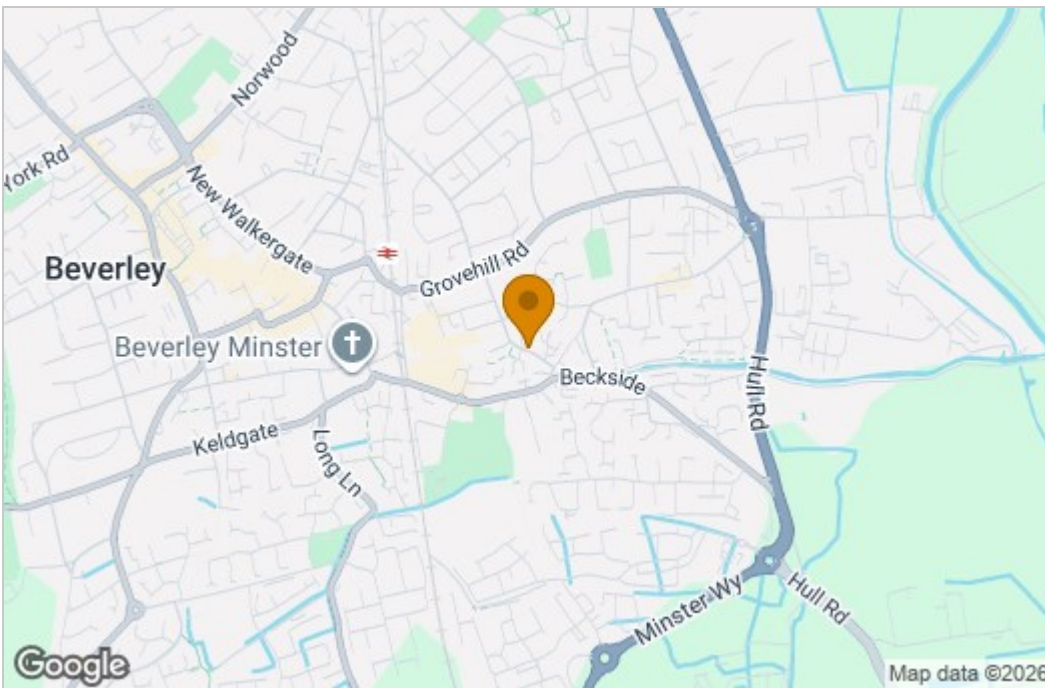 Norwood
York Rd
New Walkergate
Beverley
Grovehill Rd
Beverley Minster
Beckside
Hull Rd
Keldgate
Long Ln
Minster Wy
Hull Rd
Google
Map data ©2026